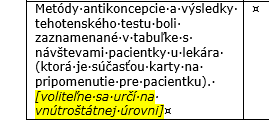 Metódy antikoncepcie a výsledky
tehotenského testu boli
zaznamenané v tabuľke s
návštevami pacientky u lekára
(ktorá je súčasťou karty na
pripomenutie pre pacientku).
[voliteľne sa určí na
vnútroštátnej úrovni]¤ ¤